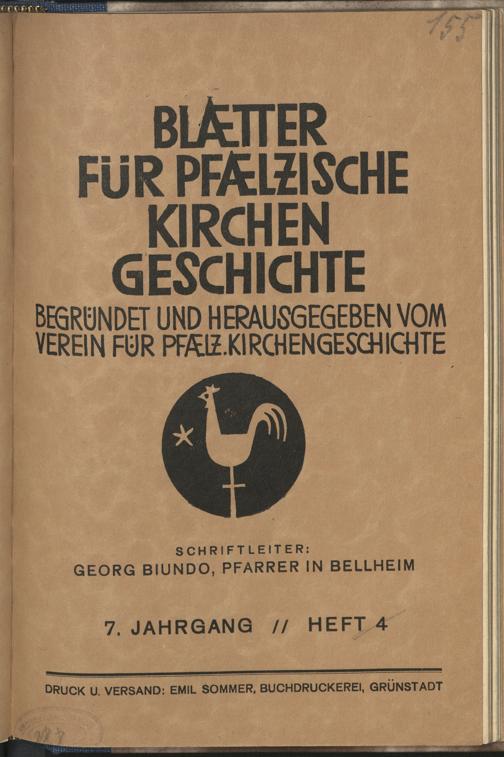 155
BLÆTTER
FÜR PFÆLZISCHE
KIRCHEN
GESCHICHTE
BEGRÜNDET UND HERAUSGEGEBEN VOM
VEREIN FÜR PFÆLZ.KIRCHENGESCHICHTE
SCHRIFTLEITER:
GEORG BIUNDO, PFARRER IN BELLHEIM
7. JAHRGANG // HEFT 4
DRUCK U. VERSAND: EMIL SOMMER, BUCHDRUCKEREI, GRÜNSTADT